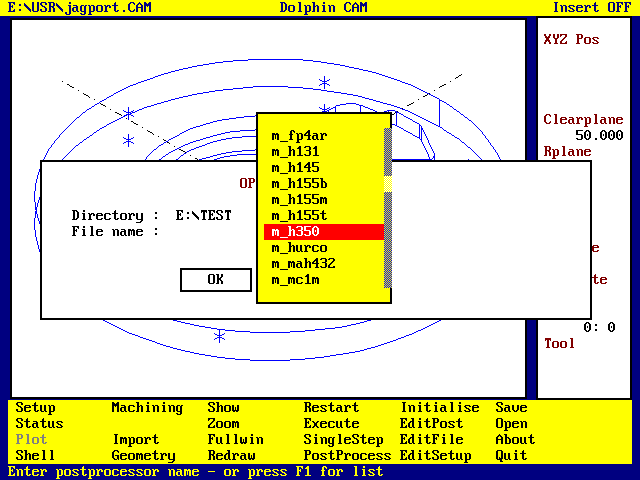 E:\USR\jagport.CAM Dolphin CAM Insert OFF
XYZ Pos
Clearplane
50.000
Rplane
m_fp4ar
m_h131
m_h145
m_h155b
m_h155m
m_h155t
m_h350
m_hurco
m_mah432
m_mc1m
OP
Directory : E:\TEST
File name :
OK
e
te
0: 0
Tool
Setup Machining Show Restart Initialise Save
Status Zoom Execute EditPost Open
Plot Import Fullwin SingleStep EditFile About
Shell Geometry Redraw PostProcess EditSetup Quit
Enter postprocessor name - or press F1 for list